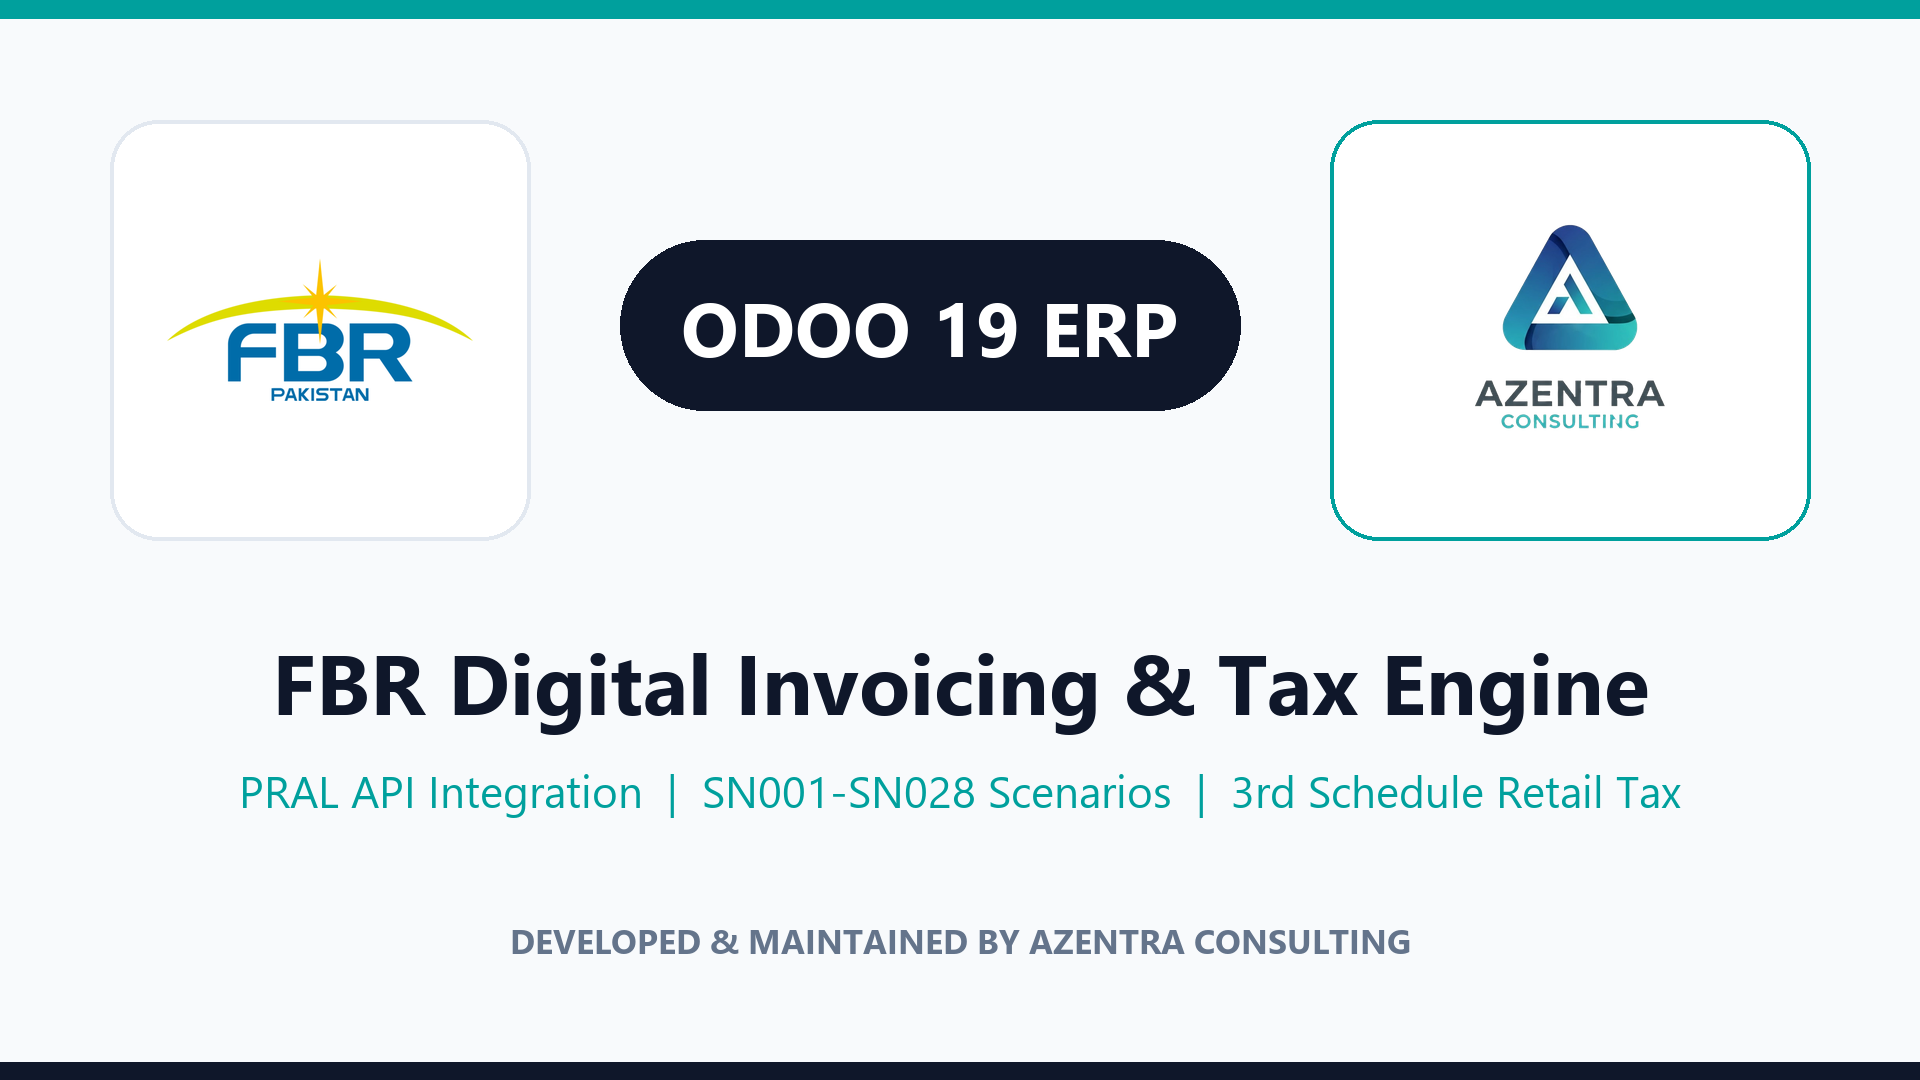 FBR
PAKISTAN
ODOO 19 ERP
AZENTRA
CONSULTING
FBR Digital Invoicing & Tax Engine
PRAL API Integration | SN001-SN028 Scenarios | 3rd Schedule Retail Tax
DEVELOPED & MAINTAINED BY AZENTRA CONSULTING